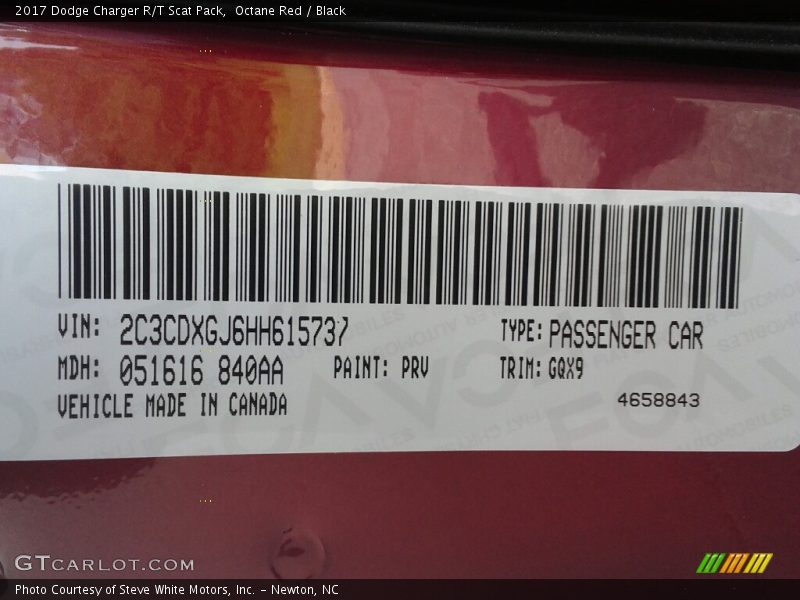 2017 Dodge Charger R/T Scat Pack,  Octane Red / Black
VIN: 2C3CDXGJ6HH615737
TYPE: PASSENGER CAR
MDH: 051616 840AA
PAINT: PRV
TRIM: GQX9
VEHICLE MADE IN CANADA
4658843
GTCARLOT.COM
Photo Courtesy of Steve White Motors, Inc. – Newton, NC